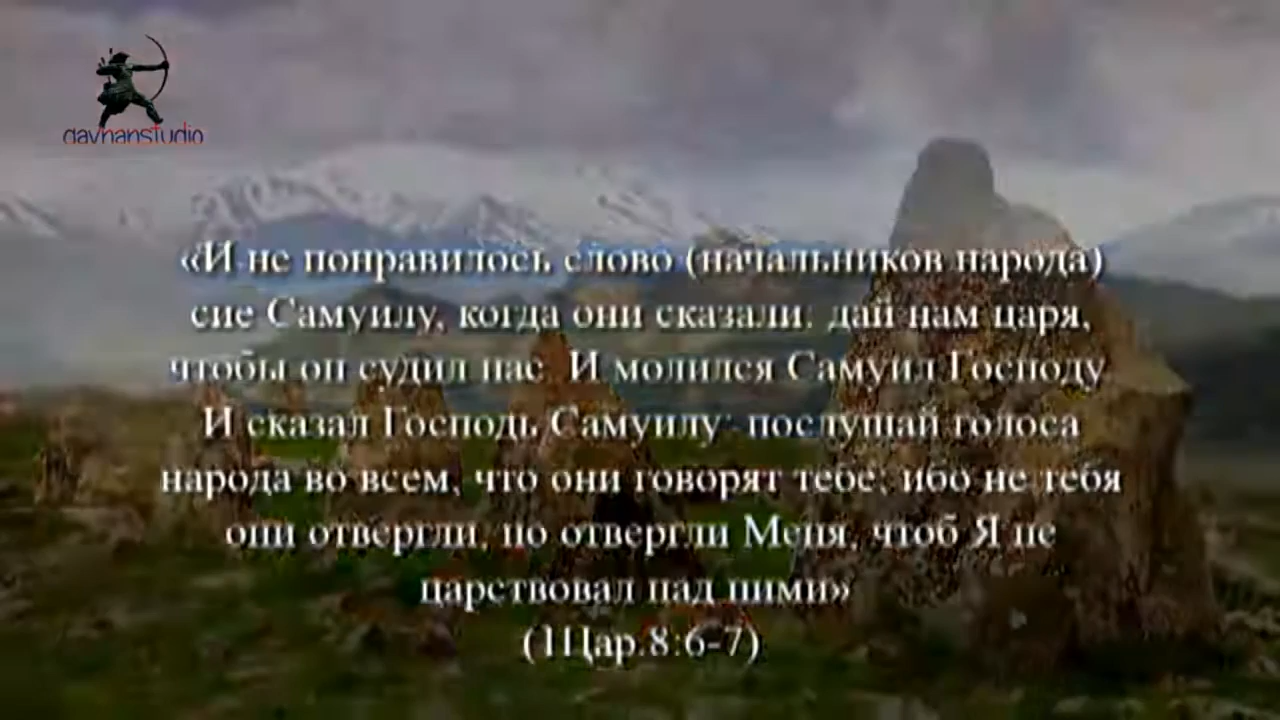 gavnanstudio
«И не понравилось слово (начальников народа)
сие Самуилу, когда они сказали: дай нам царя,
чтобы он судил нас. И молился Самуил Господу.
И сказал Господь Самуилу: послушай голоса
народа во всем, что они говорят тебе; ибо не тебя
они отвергли, но отвергли Меня, чтоб Я не
царствовал над ними»
(1Цар.8:6-7)